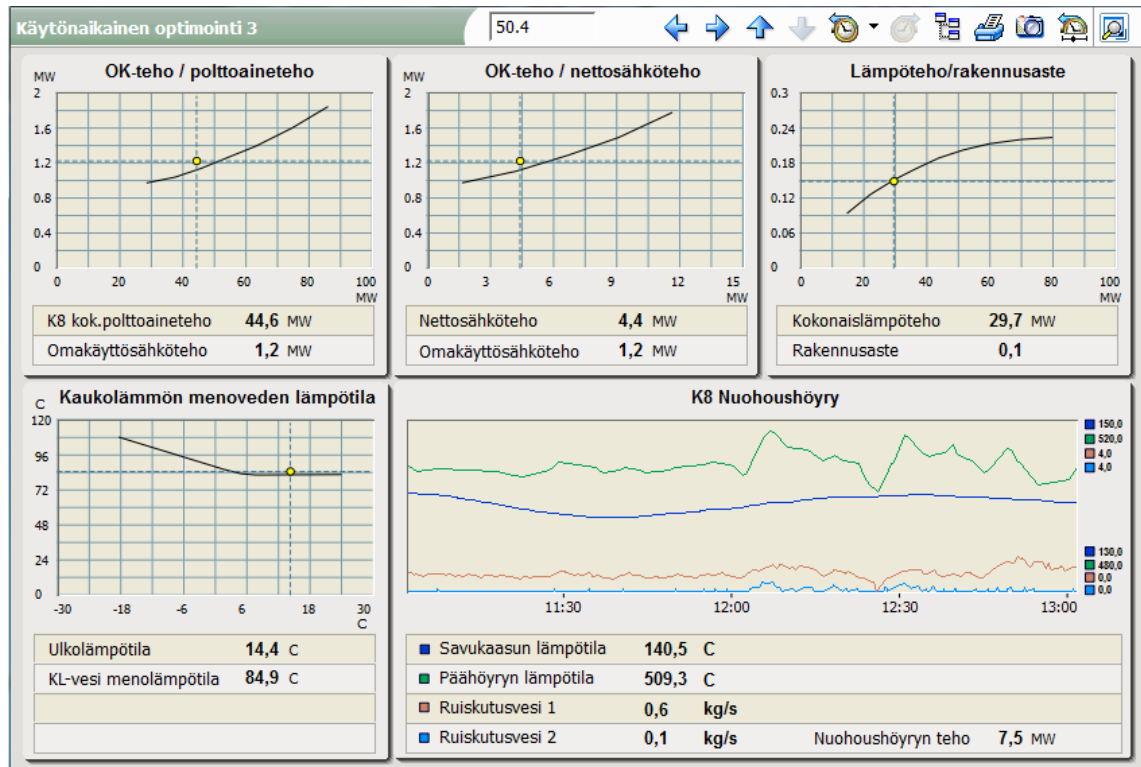 Käytönaikainen optimointi 3
50.4
OK-teho / polttoaineteho
MW
2
1.6
1.2
0.8
0.4
0
0 20 40 60 80 100
MW
K8 kok.polttoaineteho 44,6 MW
Omakäyttösähköteho 1,2 MW
OK-teho / nettosähköteho
MW
2
1.6
1.2
0.8
0.4
0
0 3 6 9 12 15
MW
Nettosähköteho 4,4 MW
Omakäyttösähköteho 1,2 MW
Lämpöteho/rakennusaste
0.3
0.24
0.18
0.12
0.06
0
0 20 40 60 80 100
MW
Kokonaislämpöteho 29,7 MW
Rakennusaste 0,1
Kaukolämmön menoveden lämpötila
C
120
96
72
48
24
0
-30 -18 -6 6 18 30
C
Ulkolämpötila 14,4 C
KL-vesi menolämpötila 84,9 C
K8 Nuohoushöyry
150,0
520,0
4,0
4,0
130,0
480,0
0,0
0,0
11:30 12:00 12:30 13:00
Savukaasun lämpötila 140,5 C
Päähöyryn lämpötila 509,3 C
Ruiskutusvesi 1 0,6 kg/s
Ruiskutusvesi 2 0,1 kg/s Nuohoushöyryn teho 7,5 MW